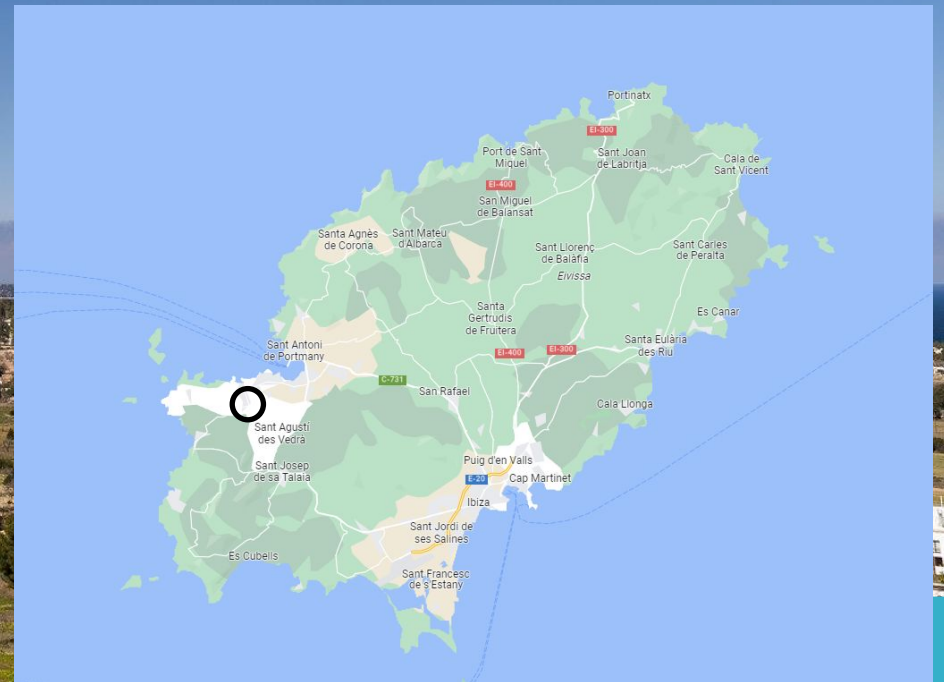 Portinatx
EI-300
Port de Sant
Miquel
Sant Joan
de Labritja
Cala de
Sant Vicent
EI-400
San Miguel
de Balansat
Santa Agnès
de Corona
Sant Mateu
d'Albarca
Sant Llorenç
de Balàfia
Sant Carles
de Peralta
Eivissa
Santa
Gertrudis
de Fruitera
Es Canar
Sant Antoni
de Portmany
EI-400
EI-300
Santa Eulària
des Riu
C-731
San Rafael
Cala Llonga
Sant Agustí
des Vedrà
Sant Josep
de sa Talaia
Puig d'en Valls
E-20
Cap Martinet
Ibiza
Sant Jordi de
ses Salines
Es Cubells
Sant Francesc
de s'Estany